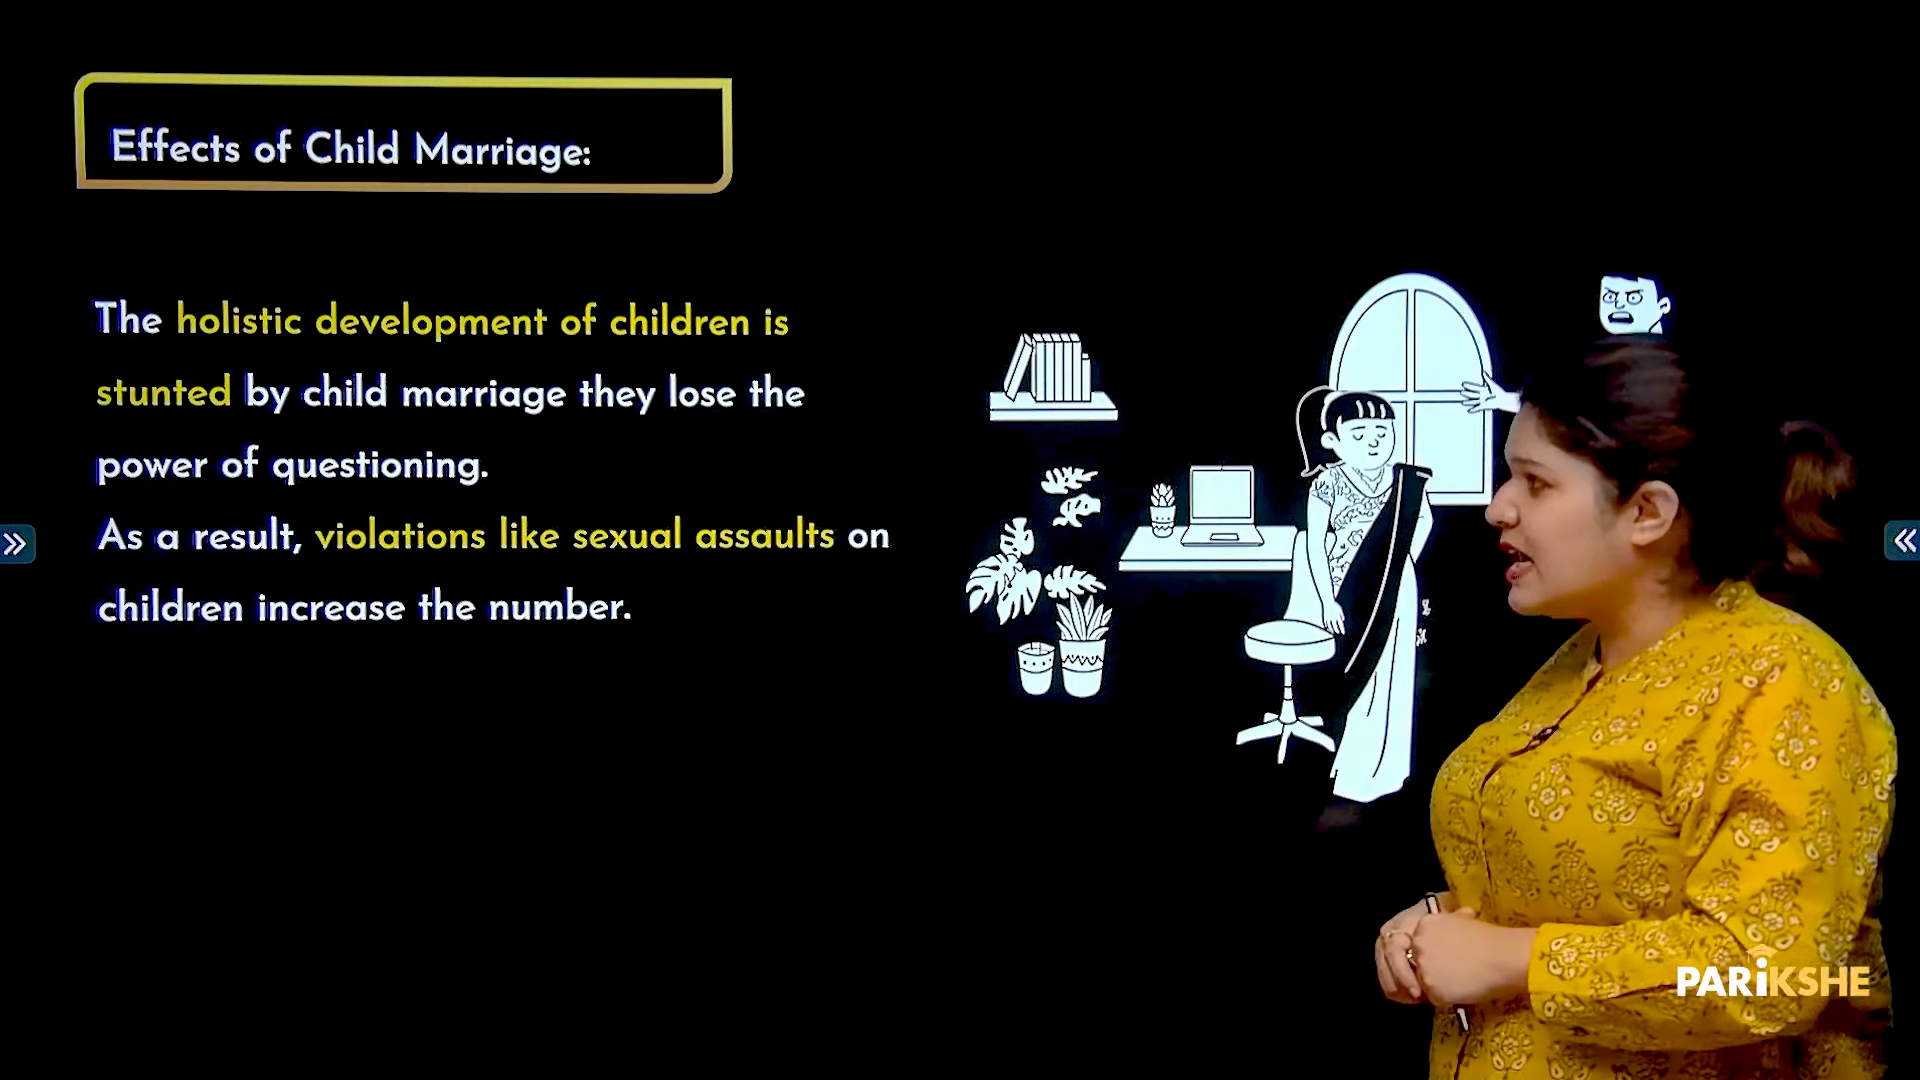 Effects of Child Marriage:
The holistic development of children is
stunted by child marriage they lose the
power of questioning.
As a result, violations like sexual assaults on
children increase the number.
PARiKSHE